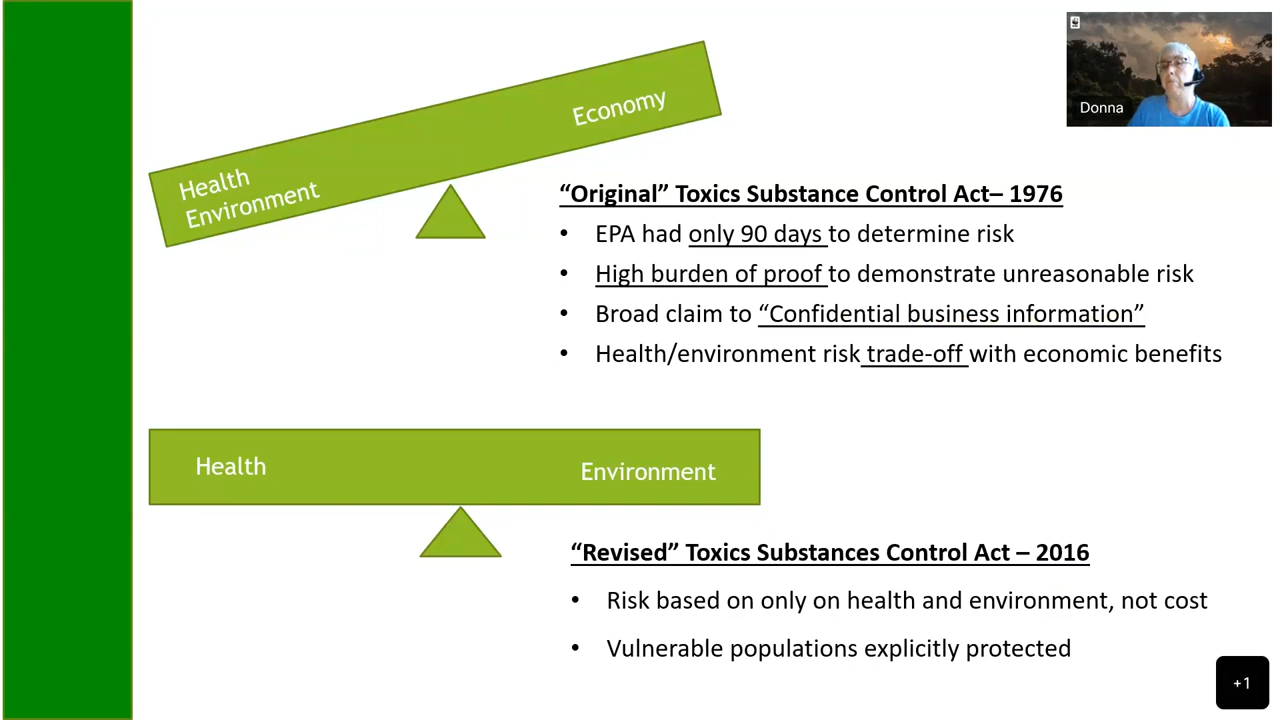 Economy
Health
Environment
Donna
“Original” Toxics Substance Control Act– 1976
• EPA had only 90 days to determine risk
• High burden of proof to demonstrate unreasonable risk
• Broad claim to “Confidential business information”
• Health/environment risk trade-off with economic benefits
Health
Environment
“Revised” Toxics Substances Control Act – 2016
• Risk based on only on health and environment, not cost
• Vulnerable populations explicitly protected
+1